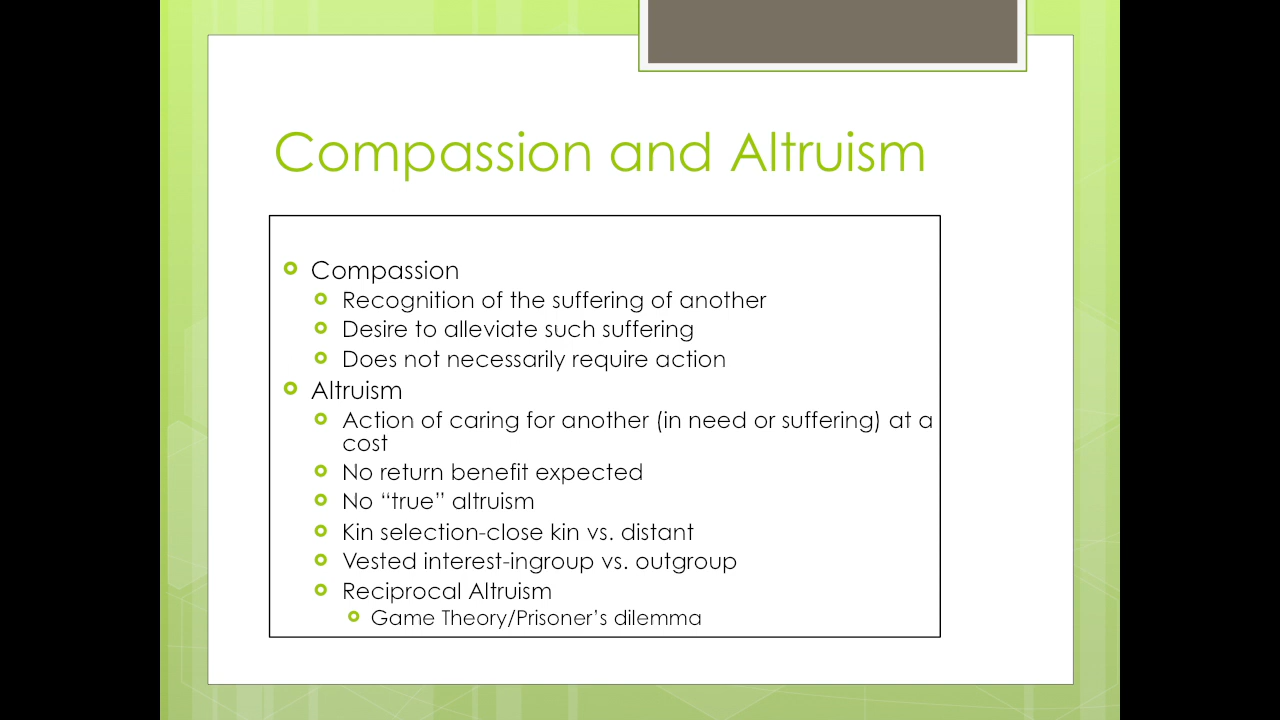 Compassion and Altruism
Compassion
Recognition of the suffering of another
Desire to alleviate such suffering
Does not necessarily require action
Altruism
Action of caring for another (in need or suffering) at a
cost
No return benefit expected
No “true” altruism
Kin selection-close kin vs. distant
Vested interest-ingroup vs. outgroup
Reciprocal Altruism
Game Theory/Prisoner’s dilemma